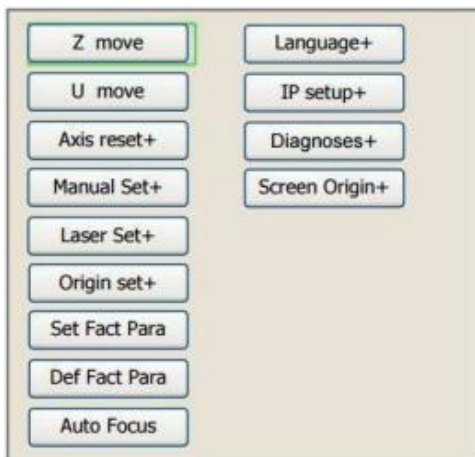 Z move
U move
Axis reset+
Manual Set+
Laser Set+
Origin set+
Set Fact Para
Def Fact Para
Auto Focus
Language+
IP setup+
Diagnoses+
Screen Origin+